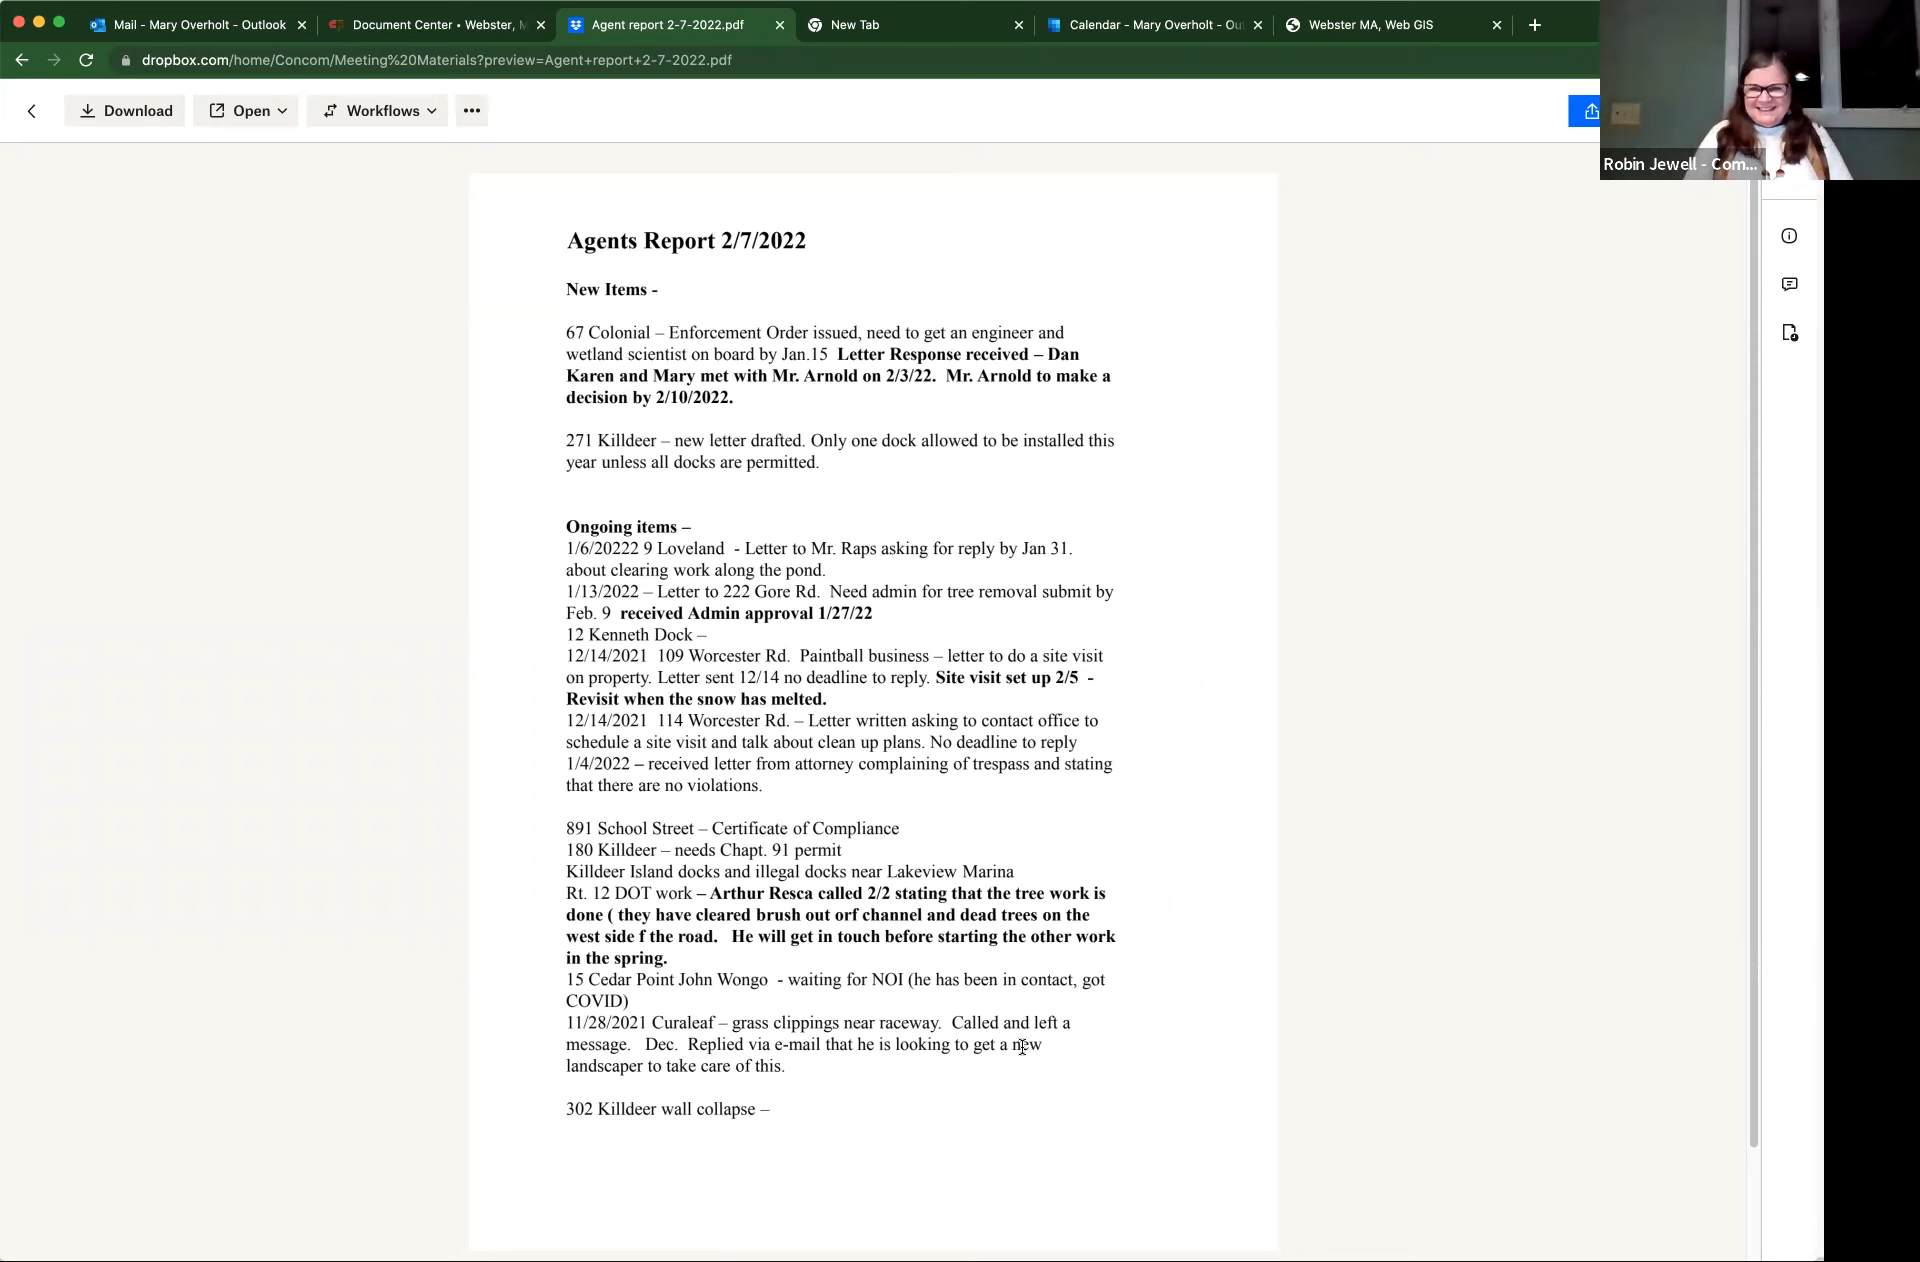 Mail - Mary Overholt - Outlook
Document Center • Webster, M
Agent report 2-7-2022.pdf
New Tab
Calendar - Mary Overholt - Ou
Webster MA, Web GIS
dropbox.com/home/Concom/Meeting%20Materials?preview=Agent+report+2-7-2022.pdf
Download
Open
Workflows
Robin Jewell - Com...
Agents Report 2/7/2022
New Items -
67 Colonial – Enforcement Order issued, need to get an engineer and
wetland scientist on board by Jan.15 Letter Response received – Dan
Karen and Mary met with Mr. Arnold on 2/3/22. Mr. Arnold to make a
decision by 2/10/2022.
271 Killdeer – new letter drafted. Only one dock allowed to be installed this
year unless all docks are permitted.
Ongoing items –
1/6/20222 9 Loveland - Letter to Mr. Raps asking for reply by Jan 31.
about clearing work along the pond.
1/13/2022 – Letter to 222 Gore Rd. Need admin for tree removal submit by
Feb. 9 received Admin approval 1/27/22
12 Kenneth Dock –
12/14/2021 109 Worcester Rd. Paintball business – letter to do a site visit
on property. Letter sent 12/14 no deadline to reply. Site visit set up 2/5 -
Revisit when the snow has melted.
12/14/2021 114 Worcester Rd. – Letter written asking to contact office to
schedule a site visit and talk about clean up plans. No deadline to reply
1/4/2022 – received letter from attorney complaining of trespass and stating
that there are no violations.
891 School Street – Certificate of Compliance
180 Killdeer – needs Chapt. 91 permit
Killdeer Island docks and illegal docks near Lakeview Marina
Rt. 12 DOT work – Arthur Resca called 2/2 stating that the tree work is
done ( they have cleared brush out orf channel and dead trees on the
west side f the road. He will get in touch before starting the other work
in the spring.
15 Cedar Point John Wongo - waiting for NOI (he has been in contact, got
COVID)
11/28/2021 Curaleaf – grass clippings near raceway. Called and left a
message. Dec. Replied via e-mail that he is looking to get a new
landscaper to take care of this.
302 Killdeer wall collapse –